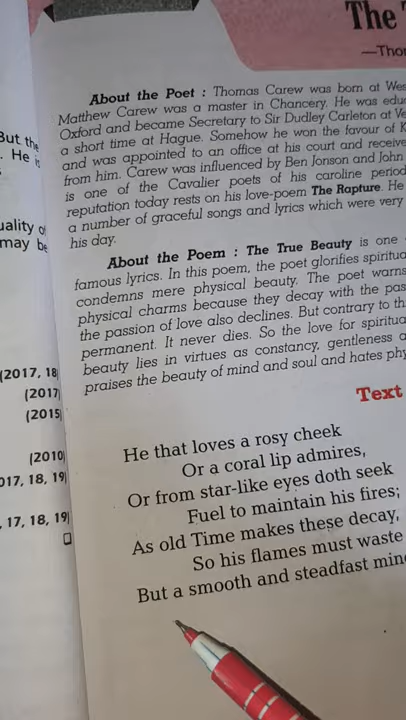 But the
. He is
uality of
may be
(2017, 18)
(2017)
(2015)
(2010)
017, 18, 19)
, 17, 18, 19)
The
—Tho
About the Poet : Thomas Carew was born at Wes
Matthew Carew was a master in Chancery. He was edu
Oxford and became Secretary to Sir Dudley Carleton at Ve
a short time at Hague. Somehow he won the favour of K
and was appointed to an office at his court and receive
from him. Carew was influenced by Ben Jonson and John
is one of the Cavalier poets of his caroline period
reputation today rests on his love-poem The Rapture. He
a number of graceful songs and lyrics which were very
his day.
About the Poem : The True Beauty is one
famous lyrics. In this poem, the poet glorifies spiritua
condemns mere physical beauty. The poet warns
physical charms because they decay with the pas
the passion of love also declines. But contrary to th
permanent. It never dies. So the love for spiritua
beauty lies in virtues as constancy, gentleness a
praises the beauty of mind and soul and hates phy
Text
He that loves a rosy cheek
Or a coral lip admires,
Or from star-like eyes doth seek
Fuel to maintain his fires;
As old Time makes these decay,
So his flames must waste
But a smooth and steadfast min